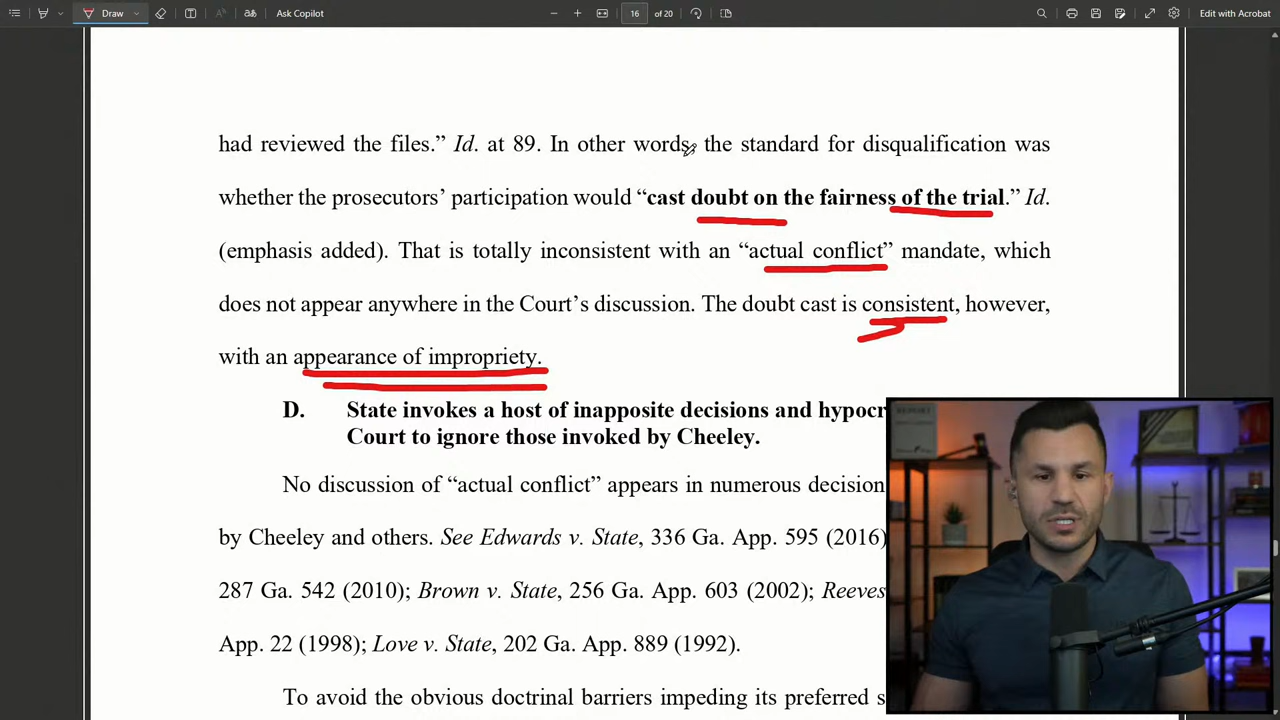 Draw
Ask Copilot
16 of 20
Edit with Acrobat
had reviewed the files.” Id. at 89. In other words, the standard for disqualification was
whether the prosecutors’ participation would “cast doubt on the fairness of the trial.” Id.
(emphasis added). That is totally inconsistent with an “actual conflict” mandate, which
does not appear anywhere in the Court’s discussion. The doubt cast is consistent, however,
with an appearance of impropriety.
D. State invokes a host of inapposite decisions and hypocr
Court to ignore those invoked by Cheeley.
No discussion of “actual conflict” appears in numerous decision
by Cheeley and others. See Edwards v. State, 336 Ga. App. 595 (2016)
287 Ga. 542 (2010); Brown v. State, 256 Ga. App. 603 (2002); Reeves
App. 22 (1998); Love v. State, 202 Ga. App. 889 (1992).
To avoid the obvious doctrinal barriers impeding its preferred s
REPORT